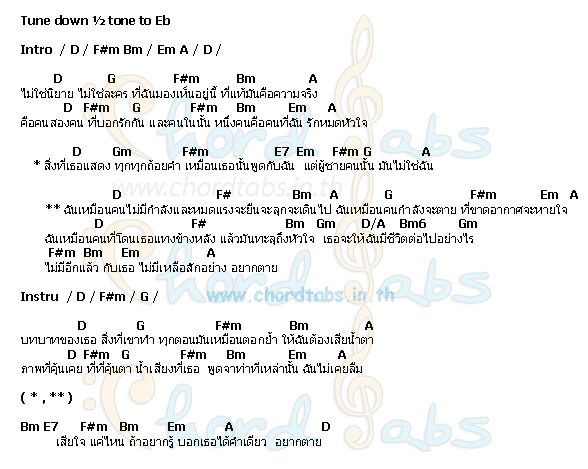 Tune down ½ tone to Eb
Intro / D / F#m Bm / Em A / D /
D G F#m Bm A
ไม่ใช่นิยาย ไม่ใช่ละคร ที่ฉันมองเห็นอยู่นี้ ที่แท้มันคือความจริง
D F#m G F#m Bm Em A
คือคนสองคน ที่บอกรักกัน และคนในนั้น หนึ่งคนคือคนที่ฉัน รักหมดหัวใจ
D Gm F#m E7 Em F#m G A
* สิ่งที่เธอแสดง ทุกทุกถ้อยคำ เหมือนเธอนั้นพูดกับฉัน แต่ผู้ชายคนนั้น มันไม่ใช่ฉัน
www.chordtabs.in.th
D F# Bm A G F#m Em A
** ฉันเหมือนคนไม่มีกำลังและหมดแรงจะยืนจะลุกจะเดินไป ฉันเหมือนคนกำลังจะตาย ที่ขาดอากาศจะหายใจ
D F# Bm Gm D/A Bm6 Gm
ฉันเหมือนคนที่โดนเธอแทงข้างหลัง แล้วมันทะลุถึงหัวใจ เธอจะให้ฉันมีชีวิตต่อไปอย่างไร
F#m Bm Em A
ไม่มีอีกแล้ว กับเธอ ไม่มีเหลือสักอย่าง อยากตาย
Instru / D / F#m / G /
www.chordtabs.in.th
D G F#m Bm A
บทบาทของเธอ สิ่งที่เขาทำ ทุกตอนมันเหมือนตอกย้ำ ให้ฉันต้องเสียน้ำตา
D F#m G F#m Bm Em A
ภาพที่คุ้นเคย ที่ที่คุ้นตา น้ำเสียงที่เธอ พูดจาท่าทีเหล่านั้น ฉันไม่เคยลืม
( * , ** )
Bm E7 F#m Bm Em A D
เสียใจ แค่ไหน ถ้าอยากรู้ บอกเธอได้คำเดียว อยากตาย